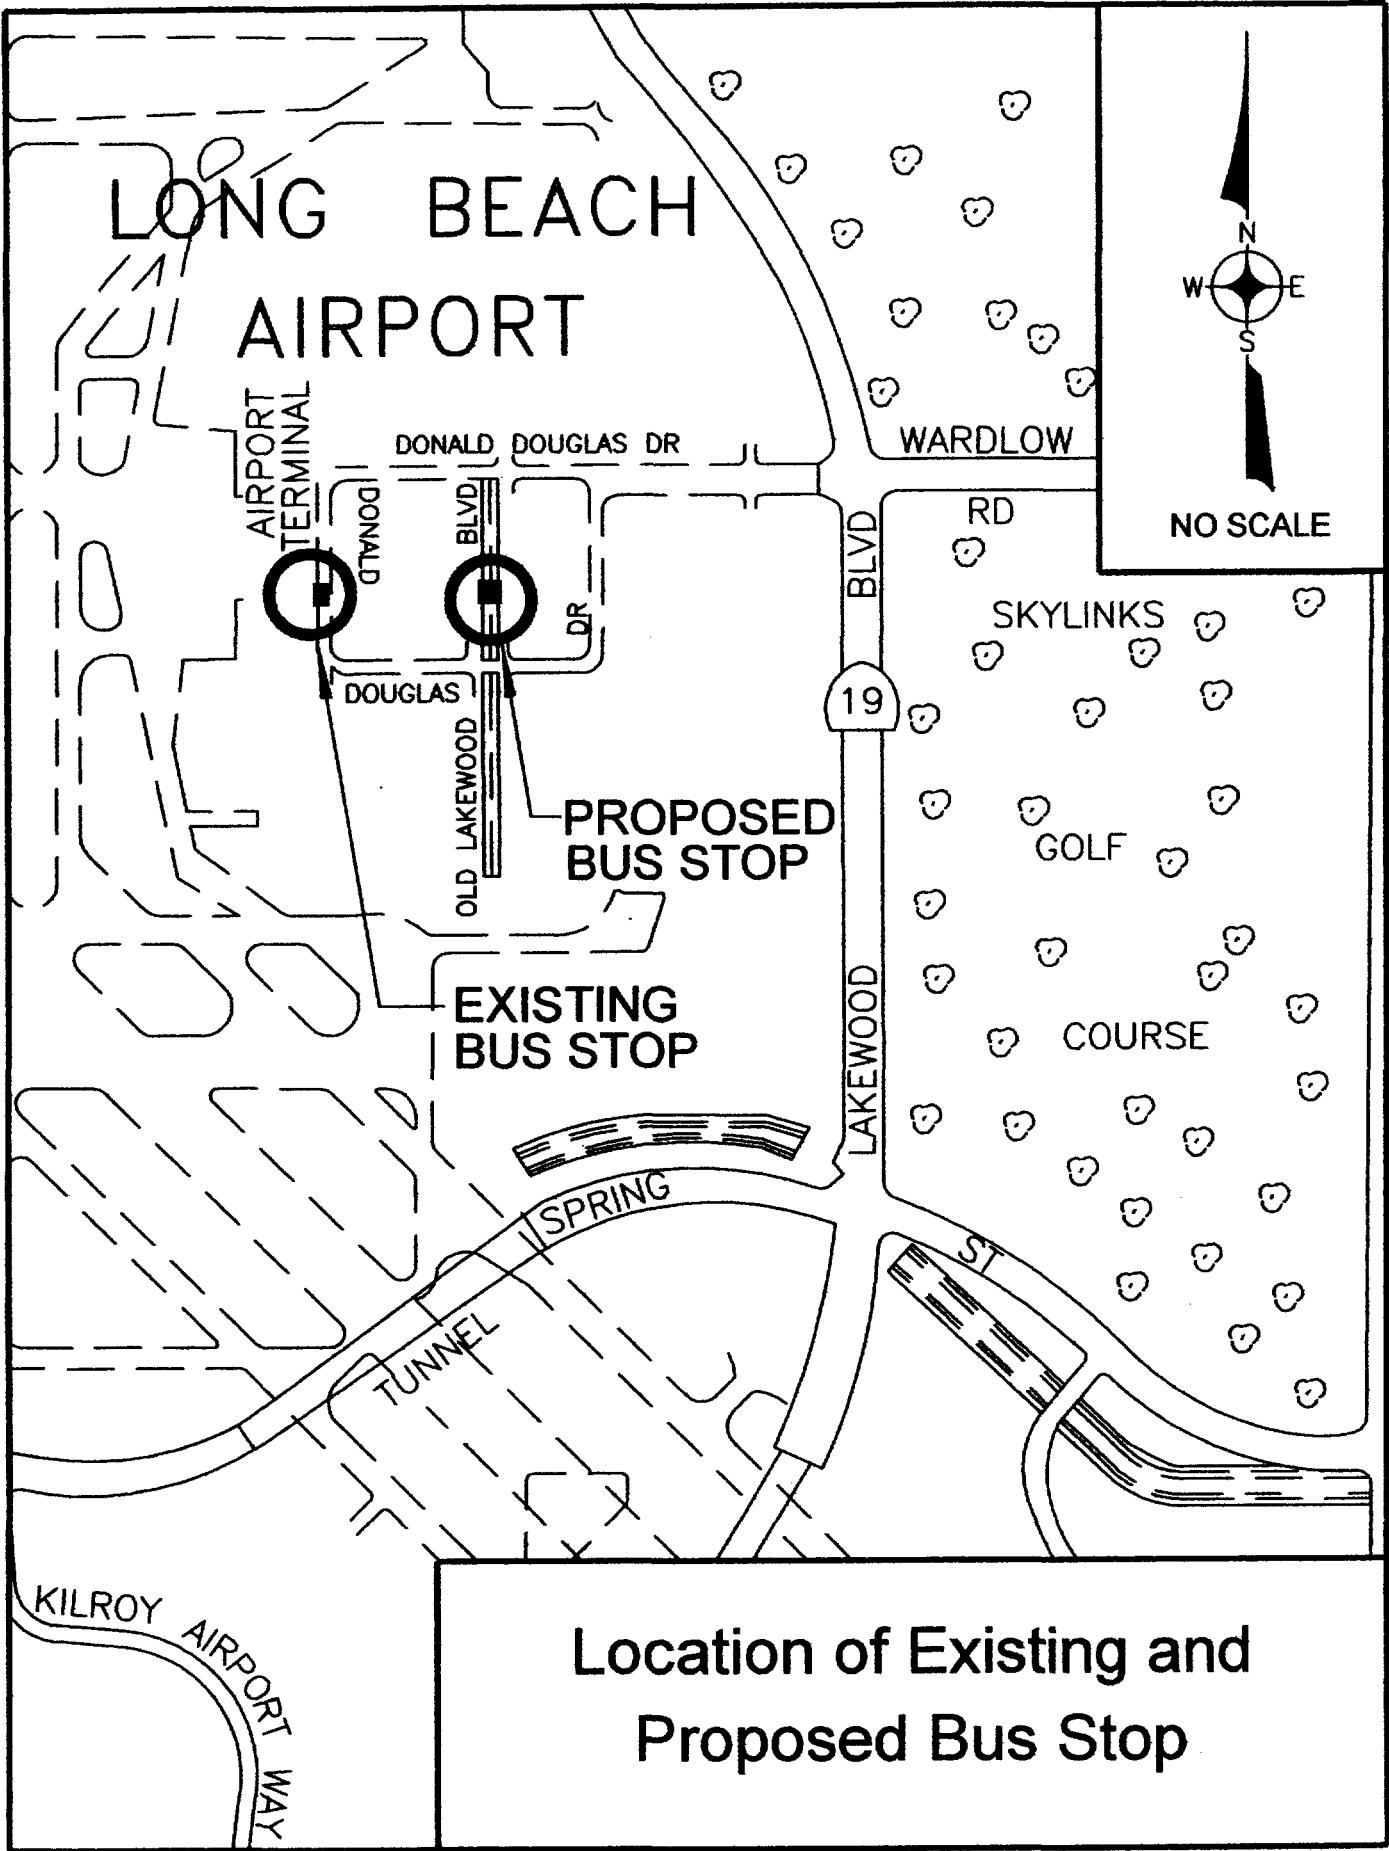 LONG BEACH
AIRPORT
N
W E
S
NO SCALE
AIRPORT
TERMINAL
DONALD DOUGLAS DR
WARDLOW
RD
DONALD
BLVD
BLVD
DR
DOUGLAS
SKYLINKS
GOLF
COURSE
19
OLD LAKEWOOD
PROPOSED
BUS STOP
EXISTING
BUS STOP
LAKEWOOD
SPRING
ST
TUNNEL
KILROY AIRPORT WAY
Location of Existing and
Proposed Bus Stop